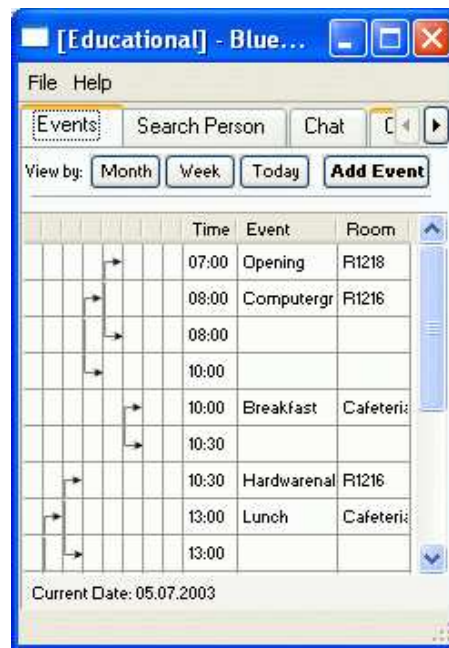 [Educational] - Blue...
File Help
Events Search Person Chat
View by: Month Week Today Add Event
Time Event Room
07:00 Opening R1218
08:00 Computergr R1216
08:00
10:00
10:00 Breakfast Cafeteria
10:30
10:30 Hardwarenal R1216
13:00 Lunch Cafeteria
13:00
Current Date: 05.07.2003